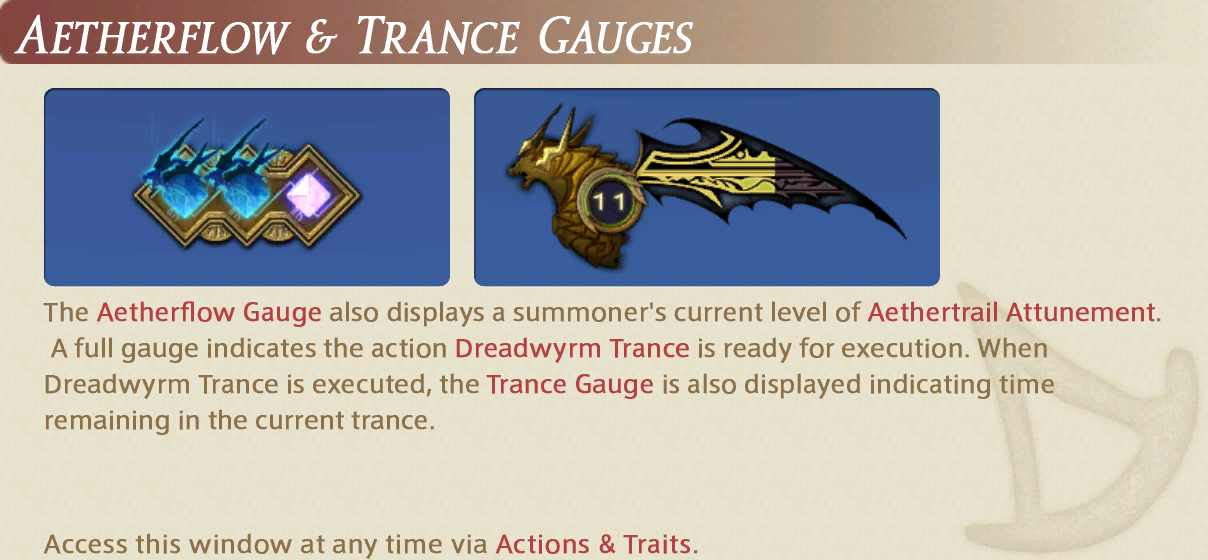 AETHERFLOW & TRANCE GAUGES
11
The Aetherflow Gauge also displays a summoner's current level of Aethertrail Attunement.
A full gauge indicates the action Dreadwyrm Trance is ready for execution. When
Dreadwyrm Trance is executed, the Trance Gauge is also displayed indicating time
remaining in the current trance.
Access this window at any time via Actions & Traits.